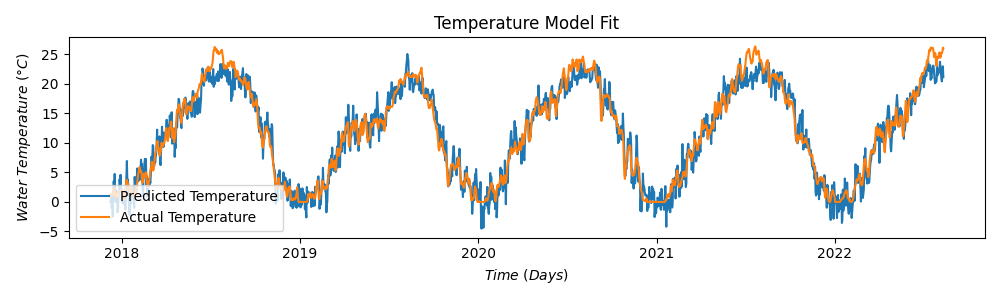 Temperature Model Fit
Water Temperature (°C)
25
20
15
10
5
0
−5
Predicted Temperature
Actual Temperature
2018 2019 2020 2021 2022
Time (Days)